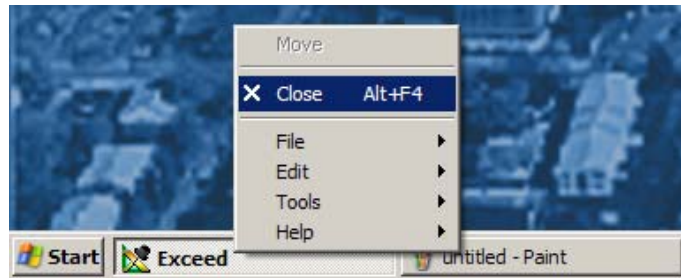 Move
Close Alt+F4
File
Edit
Tools
Help
Start Exceed untitled - Paint